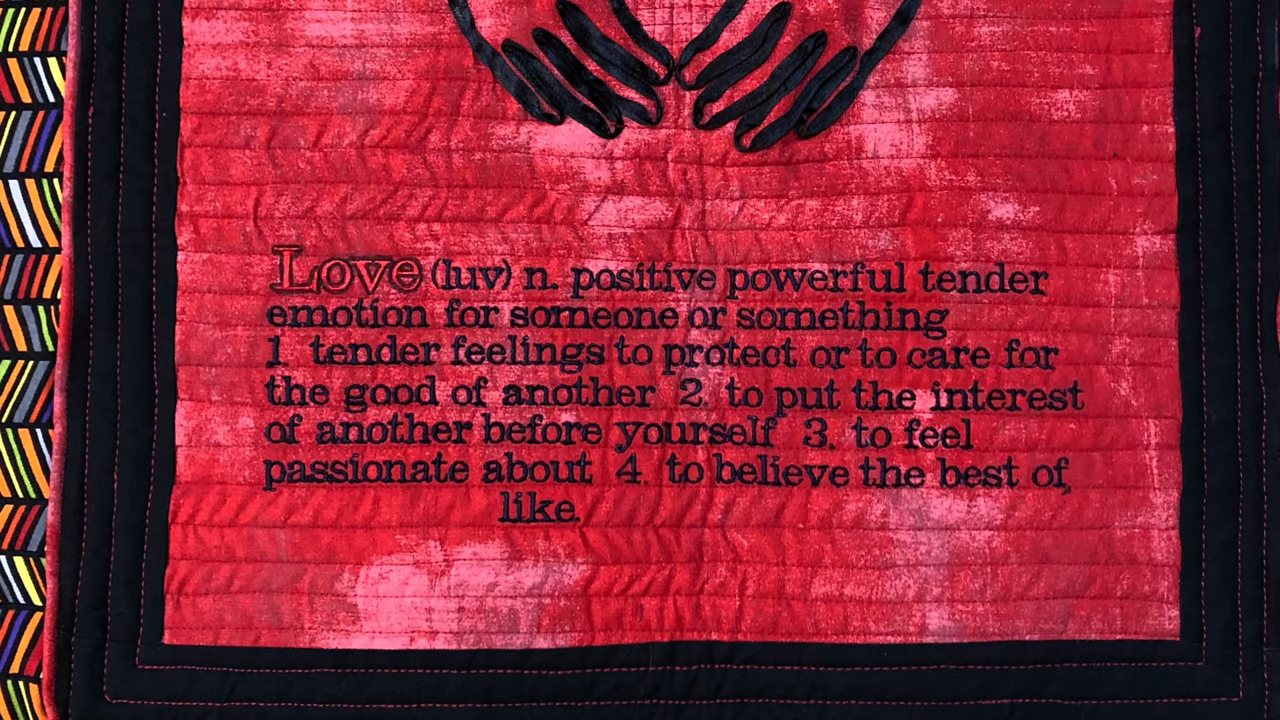 Love (luv) n. positive powerful tender
emotion for someone or something
1. tender feelings to protect or to care for
the good of another 2. to put the interest
of another before yourself 3. to feel
passionate about 4. to believe the best of,
like.